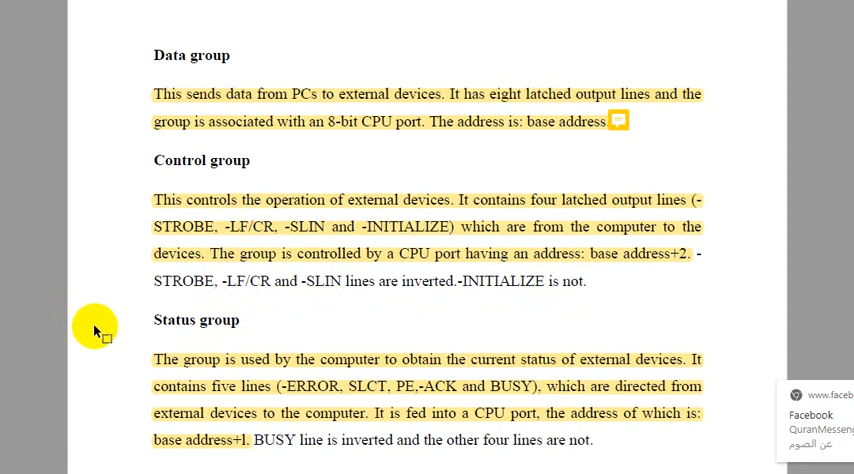 Data group
This sends data from PCs to external devices. It has eight latched output lines and the
group is associated with an 8-bit CPU port. The address is: base address.
Control group
This controls the operation of external devices. It contains four latched output lines (-
STROBE, -LF/CR, -SLIN and -INITIALIZE) which are from the computer to the
devices. The group is controlled by a CPU port having an address: base address+2. -
STROBE, -LF/CR and -SLIN lines are inverted.-INITIALIZE is not.
Status group
The group is used by the computer to obtain the current status of external devices. It
contains five lines (-ERROR, SLCT, PE,-ACK and BUSY), which are directed from
external devices to the computer. It is fed into a CPU port, the address of which is:
base address+l. BUSY line is inverted and the other four lines are not.
www.faceb
Facebook
QuranMesseng
عن الصوم